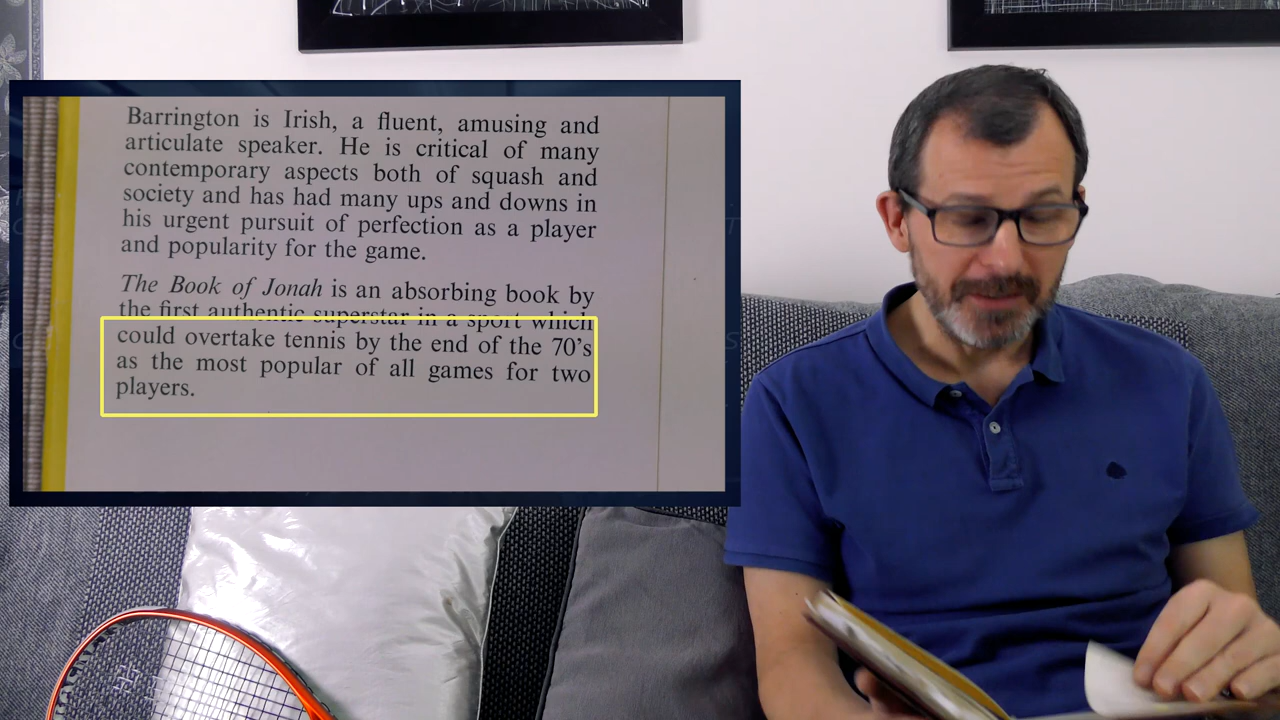 Barrington is Irish, a fluent, amusing and
articulate speaker. He is critical of many
contemporary aspects both of squash and
society and has had many ups and downs in
his urgent pursuit of perfection as a player
and popularity for the game.
The Book of Jonah is an absorbing book by
the first authentic superstar in a sport which
could overtake tennis by the end of the 70's
as the most popular of all games for two
players.